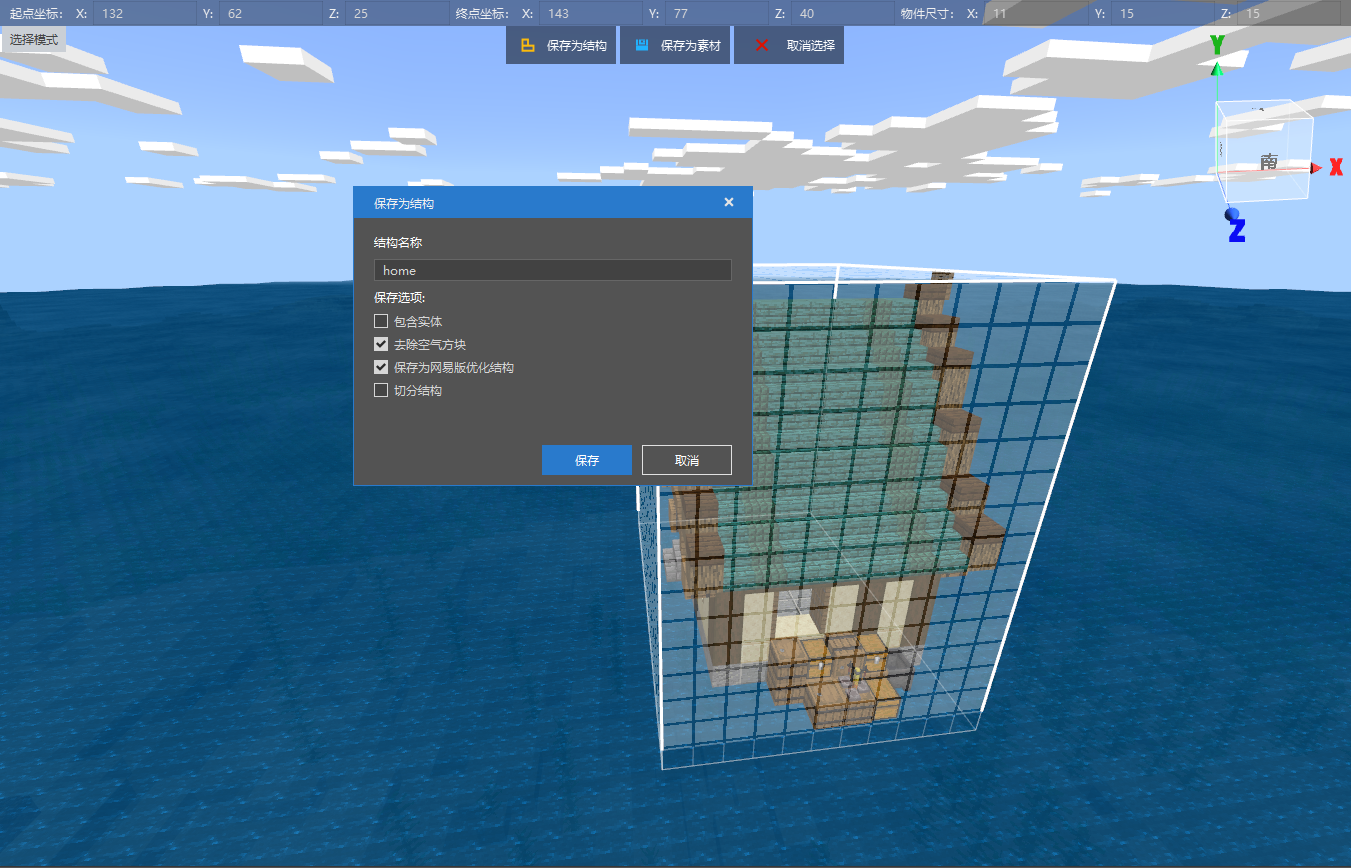 起点坐标: X: 132 Y: 62 Z: 25 终点坐标: X: 143 Y: 77 Z: 40 物件尺寸: X: 11 Y: 15 Z: 15
选择模式
保存为结构 保存为素材 取消选择
Y
南
X
Z
保存为结构
结构名称
home
保存选项:
包含实体
去除空气方块
保存为网易版优化结构
切分结构
保存 取消